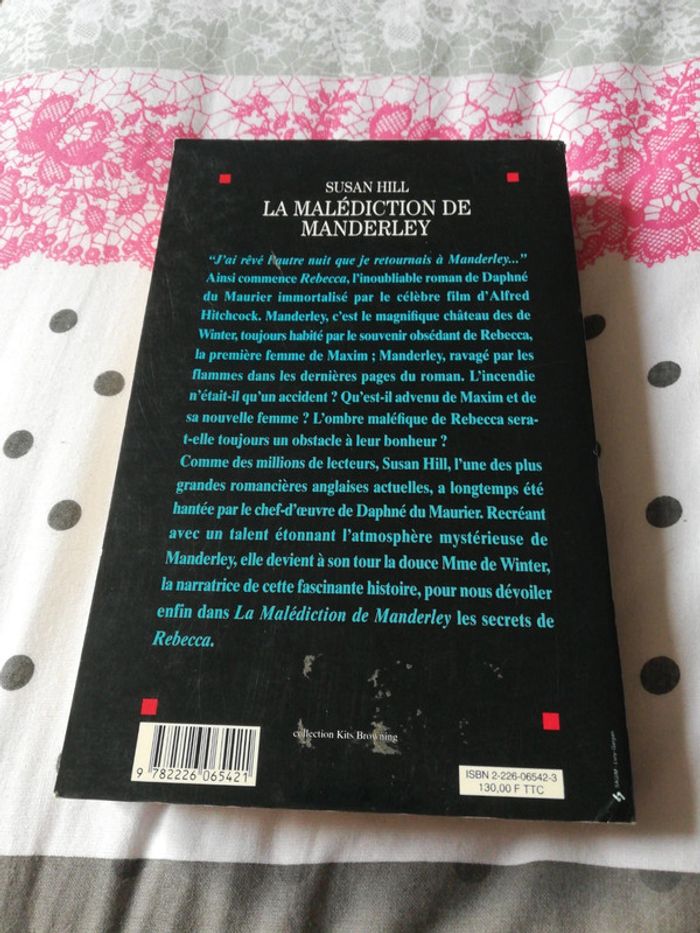 SUSAN HILL
LA MALÉDICTION DE
MANDERLEY
"J'ai rêvé l'autre nuit que je retournais à Manderley..."
Ainsi commence Rebecca, l'inoubliable roman de Daphné
du Maurier immortalisé par le célèbre film d'Alfred
Hitchcock. Manderley, c'est le magnifique château des de
Winter, toujours habité par le souvenir obsédant de Rebecca,
la première femme de Maxim ; Manderley, ravagé par les
flammes dans les dernières pages du roman. L'incendie
n'était-il qu'un accident ? Qu'est-il advenu de Maxim et de
sa nouvelle femme ? L'ombre maléfique de Rebecca sera-
t-elle toujours un obstacle à leur bonheur ?
Comme des millions de lecteurs, Susan Hill, l'une des plus
grandes romancières anglaises actuelles, a longtemps été
hantée par le chef-d'œuvre de Daphné du Maurier. Recréant
avec un talent étonnant l'atmosphère mystérieuse de
Manderley, elle devient à son tour la douce Mme de Winter,
la narratrice de cette fascinante histoire, pour nous dévoiler
enfin dans La Malédiction de Manderley les secrets de
Rebecca.
collection Kits Browning
9 782226 065421
ISBN 2-226-06542-3
130,00 F TTC